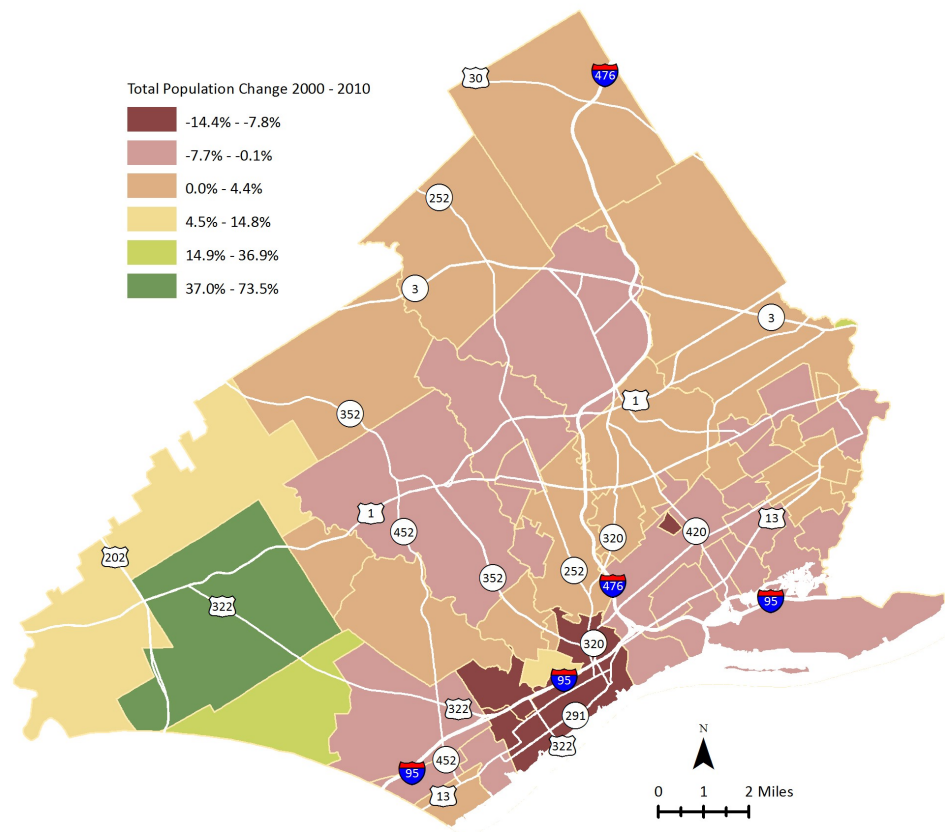 30
476
Total Population Change 2000 - 2010
-14.4% - -7.8%
-7.7% - -0.1%
0.0% - 4.4%
4.5% - 14.8%
14.9% - 36.9%
37.0% - 73.5%
252
3
3
1
352
1
452
320
420
13
202
352
252
476
322
95
320
95
322
291
322
452
95
13
N
0 1 2 Miles